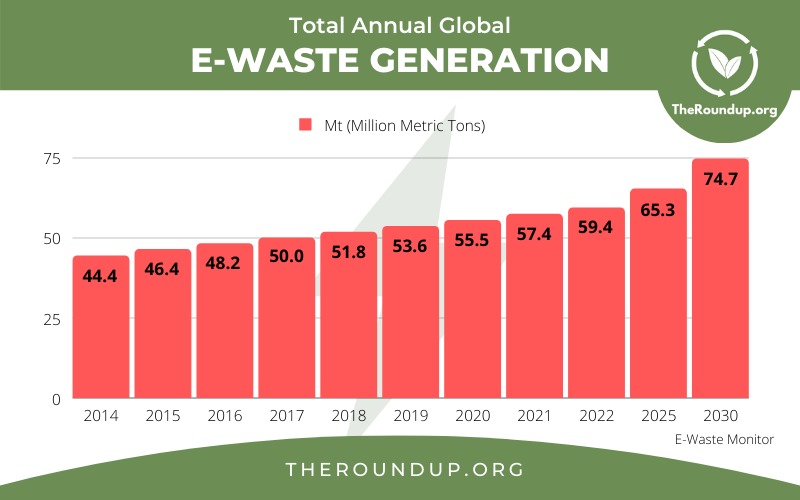 Total Annual Global
E-WASTE GENERATION
TheRoundup.org
Mt (Million Metric Tons)
75
50
25
0
44.4
46.4
48.2
50.0
51.8
53.6
55.5
57.4
59.4
65.3
74.7
2014 2015 2016 2017 2018 2019 2020 2021 2022 2025 2030
E-Waste Monitor
THEROUNDUP.ORG